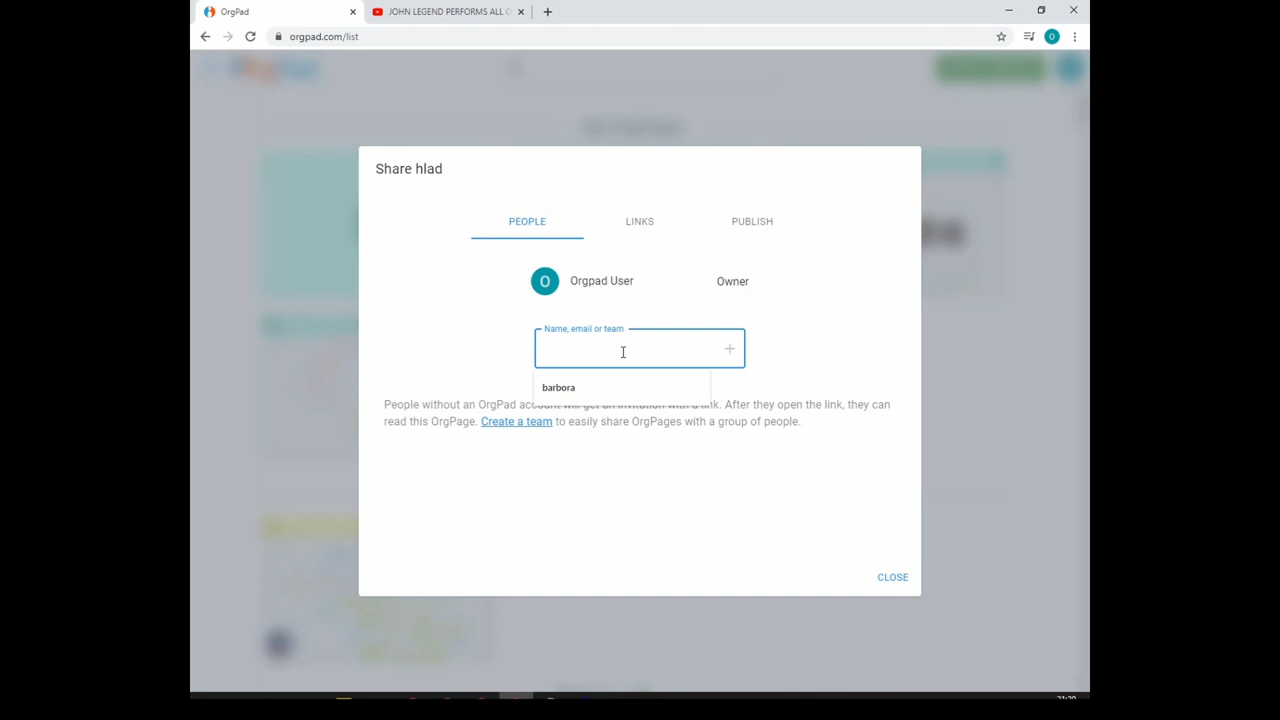 OrgPad
JOHN LEGEND PERFORMS ALL
orgpad.com/list
O
Share hlad
PEOPLE
LINKS
PUBLISH
O
Orgpad User
Owner
Name, email or team
barbora
People without an OrgPad account will get an invitation with a link. After they open the link, they can
read this OrgPage. Create a team to easily share OrgPages with a group of people.
CLOSE